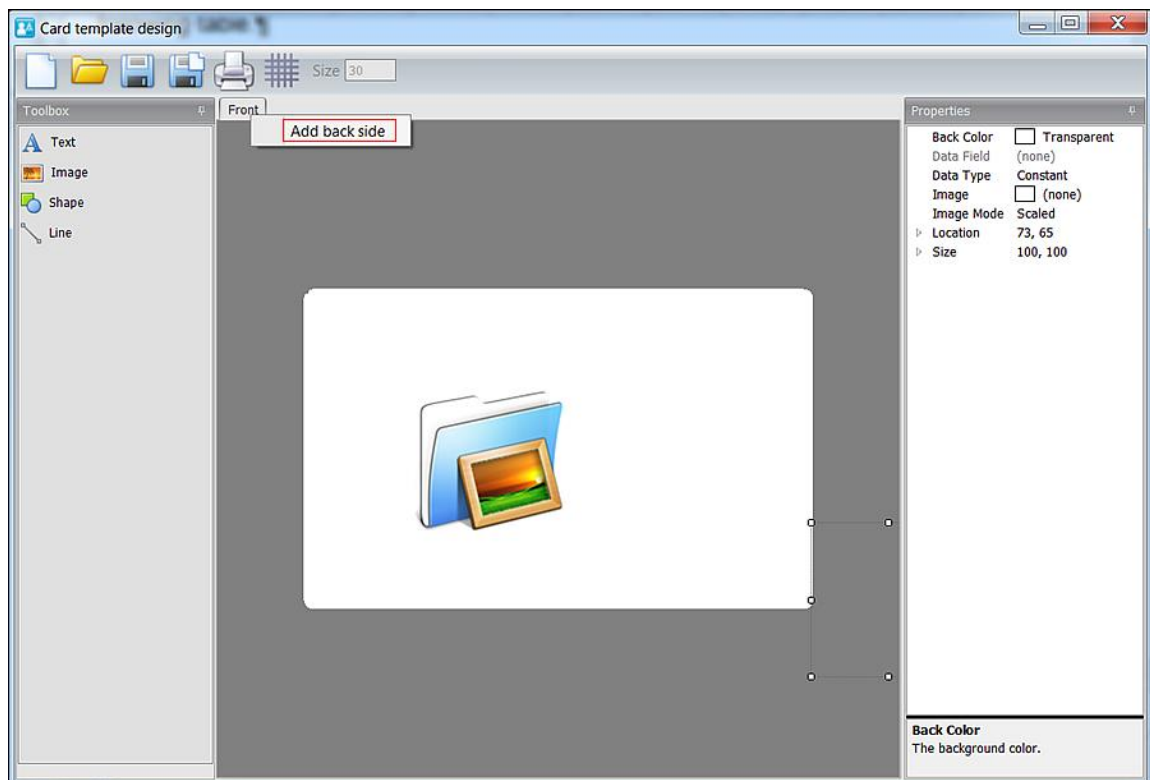 Card template design
Size 30
Toolbox
Front
Properties
Add back side
Text
Image
Shape
Line
Back Color Transparent
Data Field (none)
Data Type Constant
Image (none)
Image Mode Scaled
Location 73, 65
Size 100, 100
Back Color
The background color.